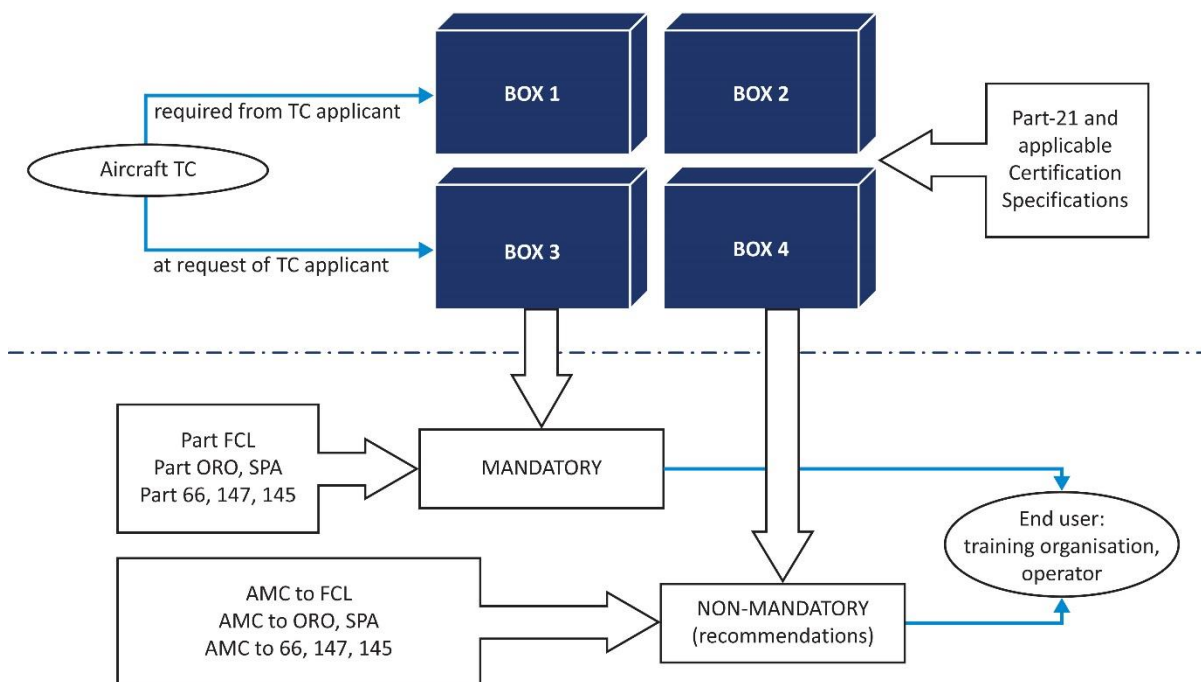 BOX 1
BOX 2
required from TC applicant
Part-21 and
applicable
Certification
Specifications
Aircraft TC
BOX 3
BOX 4
at request of TC applicant
Part FCL
Part ORO, SPA
Part 66, 147, 145
MANDATORY
End user:
training organisation,
operator
AMC to FCL
AMC to ORO, SPA
AMC to 66, 147, 145
NON-MANDATORY
(recommendations)